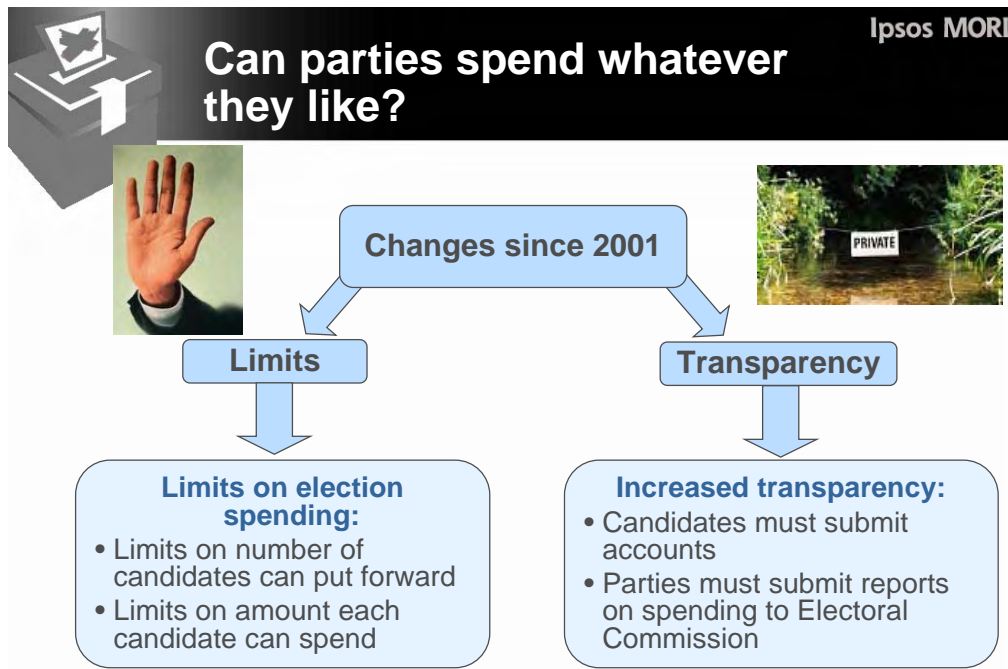 Ipsos MORI
Can parties spend whatever
they like?
PRIVATE
Changes since 2001
Limits
Transparency
Limits on election
spending:
• Limits on number of
candidates can put forward
• Limits on amount each
candidate can spend
Increased transparency:
• Candidates must submit
accounts
• Parties must submit reports
on spending to Electoral
Commission